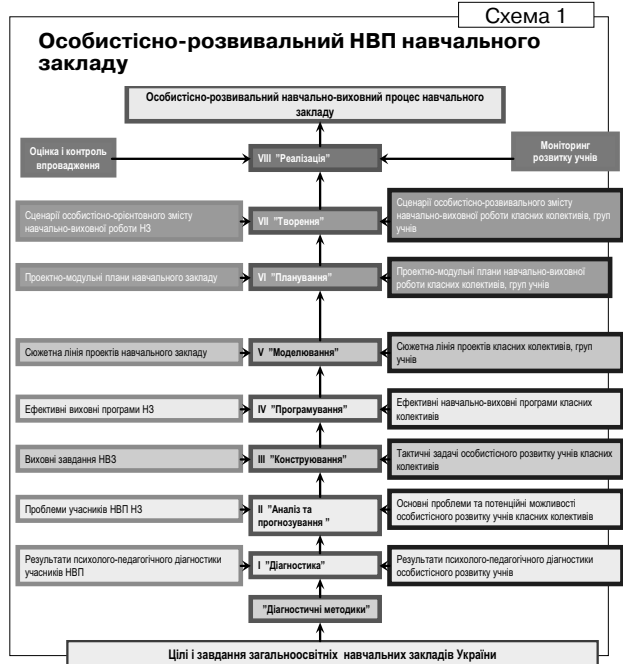 Схема 1
Особистісно-розвивальний НВП навчального
закладу
Особистісно-розвивальний навчально-виховний процес навчального
закладу
Оцінка і контроль
впровадження
VIII "Реалізація"
Моніторинг
розвитку учнів
Сценарії особистісно-орієнтовного змісту
навчально-виховної роботи НЗ
VII "Творення"
Сценарії особистісно-розвивального змісту
навчально-виховної роботи класних колективів, груп
учнів
Проектно-модульні плани навчального закладу
VI "Планування"
Проектно-модульні плани навчально-виховної
роботи класних колективів, груп учнів
Сюжетна лінія проектів навчального закладу
V "Моделювання"
Сюжетна лінія проектів класних колективів, груп
учнів
Ефективні виховні програми НЗ
IV "Програмування"
Ефективні навчально-виховні програми класних
колективів
Виховні завдання НВЗ
III "Конструювання"
Тактичні задачі особистісного розвитку учнів класних
колективів
Проблеми учасників НВП НЗ
II "Аналіз та
прогнозування "
Основні проблеми та потенційні можливості
особистісного розвитку учнів класних колективів
Результати психолого-педагогічного діагностики
учасників НВП
I "Діагностика"
Результати психолого-педагогічного діагностики
особистісного розвитку учнів
"Діагностичні методики"
Цілі і завдання загальноосвітніх навчальних закладів України